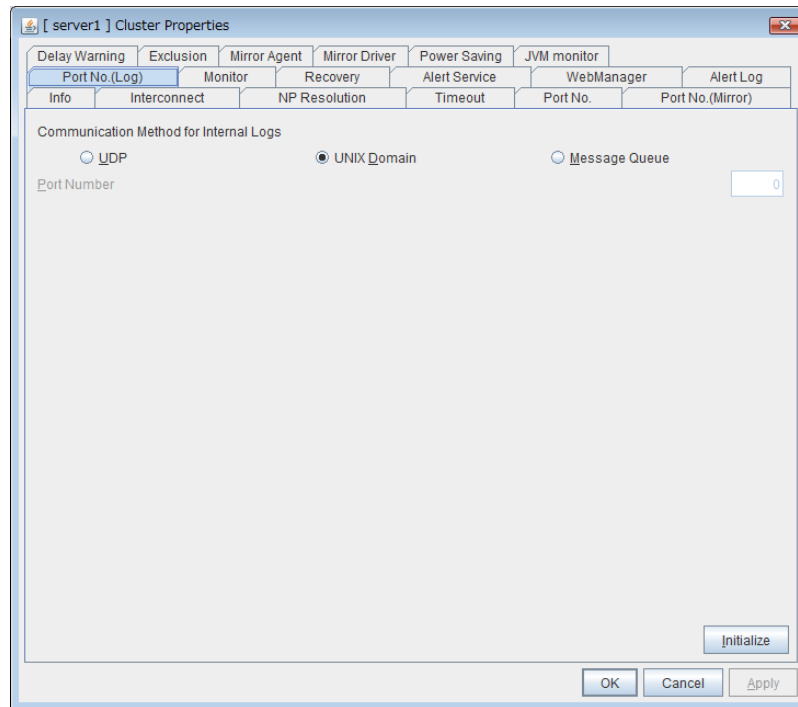 [ server1 ] Cluster Properties
Delay Warning Exclusion Mirror Agent Mirror Driver Power Saving JVM monitor
Port No.(Log) Monitor Recovery Alert Service WebManager Alert Log
Info Interconnect NP Resolution Timeout Port No. Port No.(Mirror)
Communication Method for Internal Logs
UDP UNIX Domain Message Queue
Port Number 0
Initialize
OK Cancel Apply